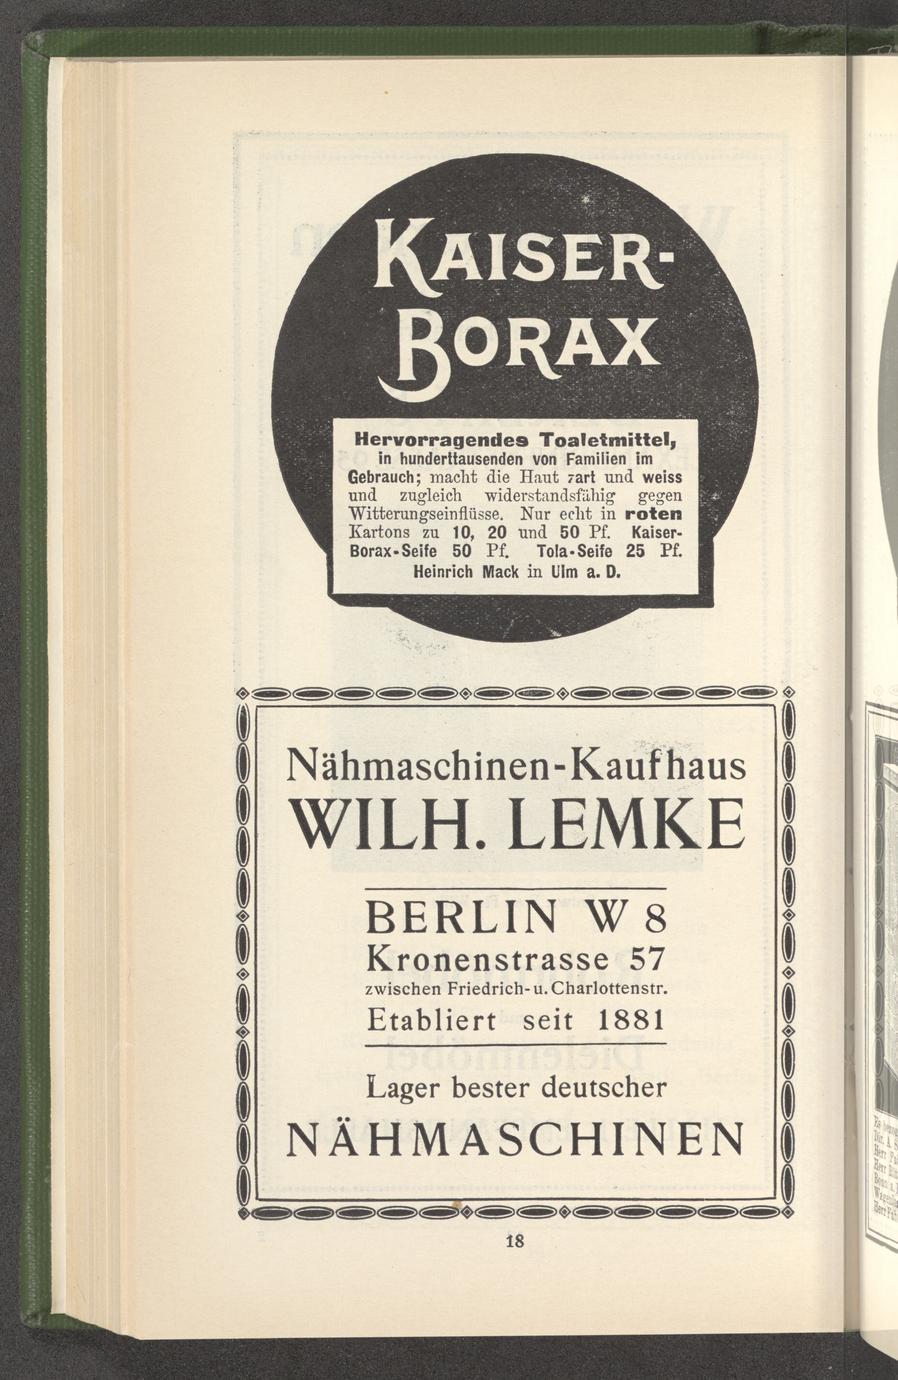 KAISER-
BORAX
Hervorragendes Toaletmittel,
in hunderttausenden von Familien im
Gebrauch; macht die Haut zart und weiss
und zugleich widerstandsfähig gegen
Witterungseinflüsse. Nur echt in roten
Kartons zu 10, 20 und 50 Pf. Kaiser-
Borax-Seife 50 Pf. Tola-Seife 25 Pf.
Heinrich Mack in Ulm a. D.
Nähmaschinen-Kaufhaus
WILH. LEMKE
BERLIN W 8
Kronenstrasse 57
zwischen Friedrich- u. Charlottenstr.
Etabliert seit 1881
Lager bester deutscher
NÄHMASCHINEN
18